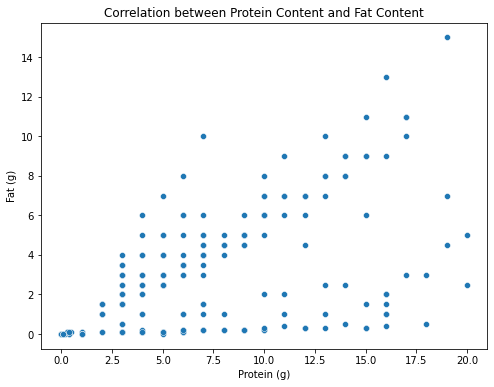 Correlation between Protein Content and Fat Content
14
12
10
8
6
4
2
0
Fat (g)
0.0 2.5 5.0 7.5 10.0 12.5 15.0 17.5 20.0
Protein (g)